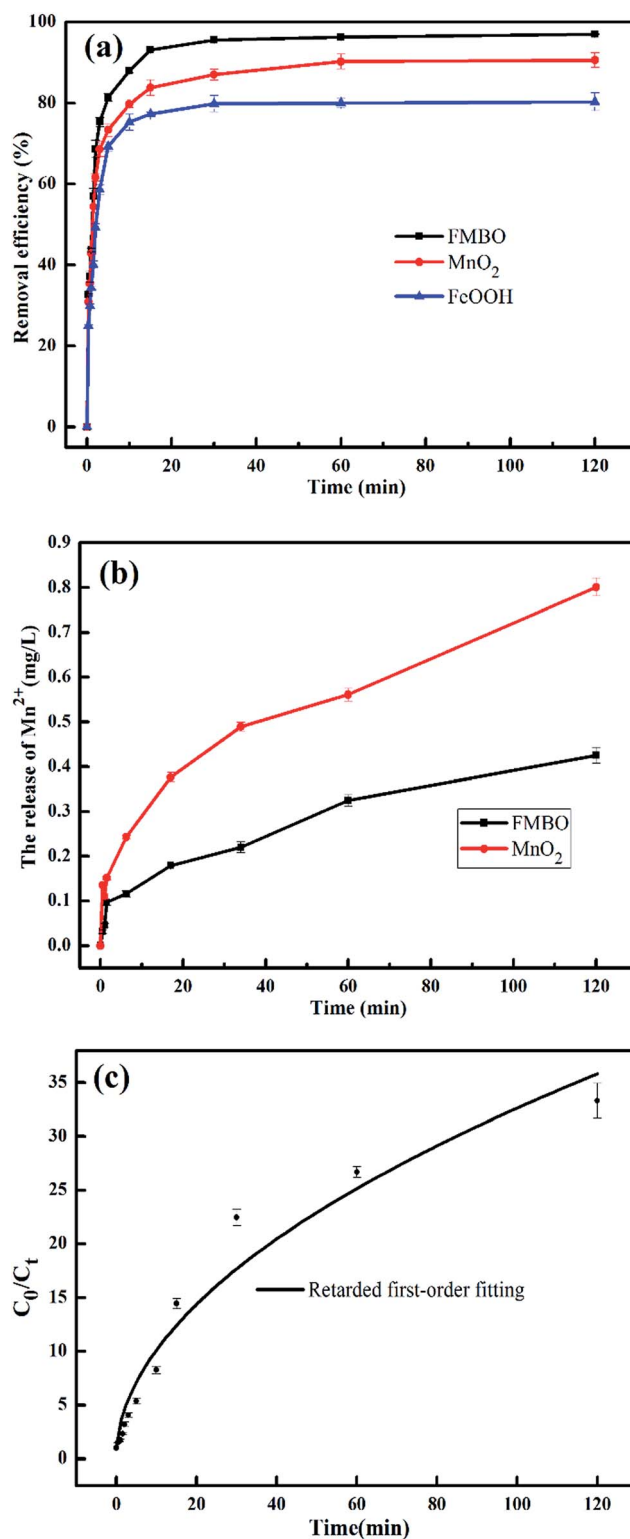 (a)
100
80
60
40
20
0
Removal efficiency (%)
FMBO
MnO₂
FeOOH
0 20 40 60 80 100 120
Time (min)
(b)
0.9
0.8
0.7
0.6
0.5
0.4
0.3
0.2
0.1
0.0
The release of Mn²⁺(mg/L)
FMBO
MnO₂
0 20 40 60 80 100 120
Time (min)
(c)
35
30
25
20
15
10
5
0
C₀/Cₜ
Retarded first-order fitting
0 20 40 60 80 100 120
Time(min)